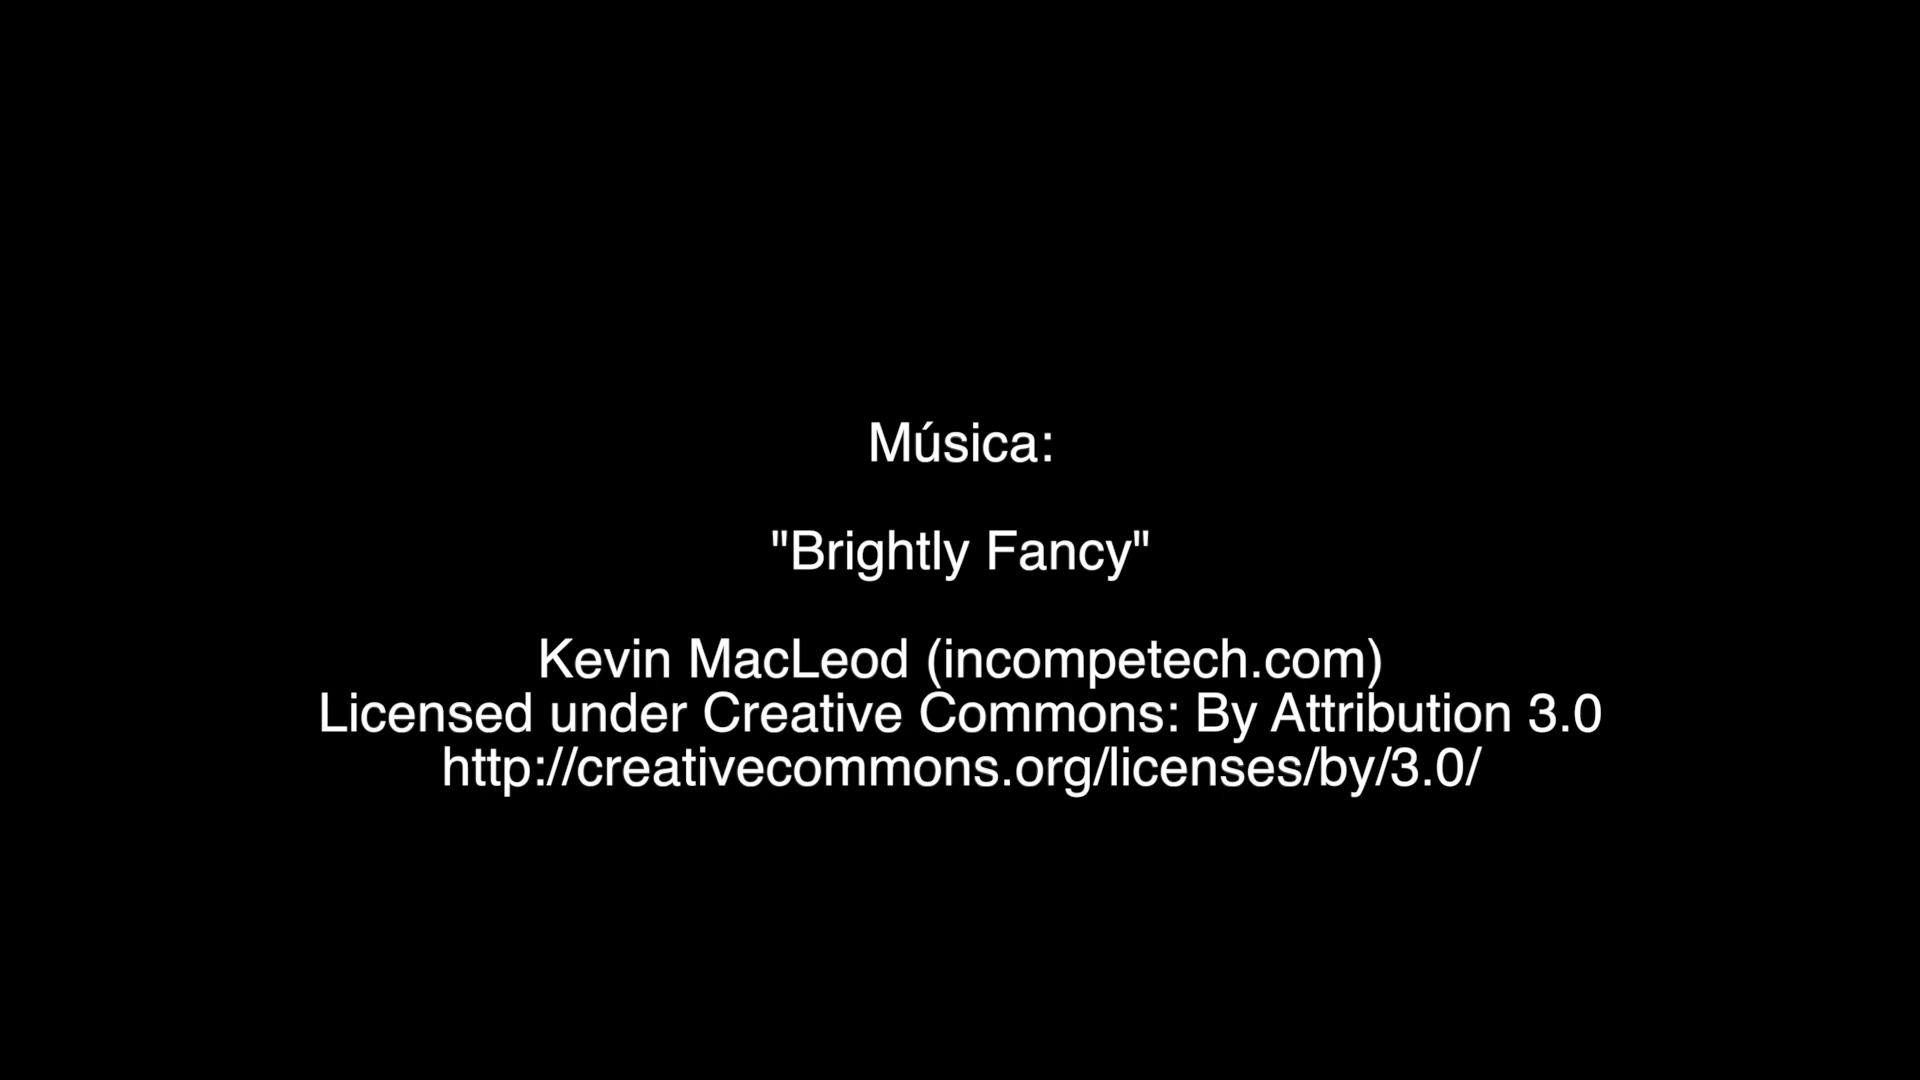 Música:
"Brightly Fancy"
Kevin MacLeod (incompetech.com)
Licensed under Creative Commons: By Attribution 3.0
http://creativecommons.org/licenses/by/3.0/